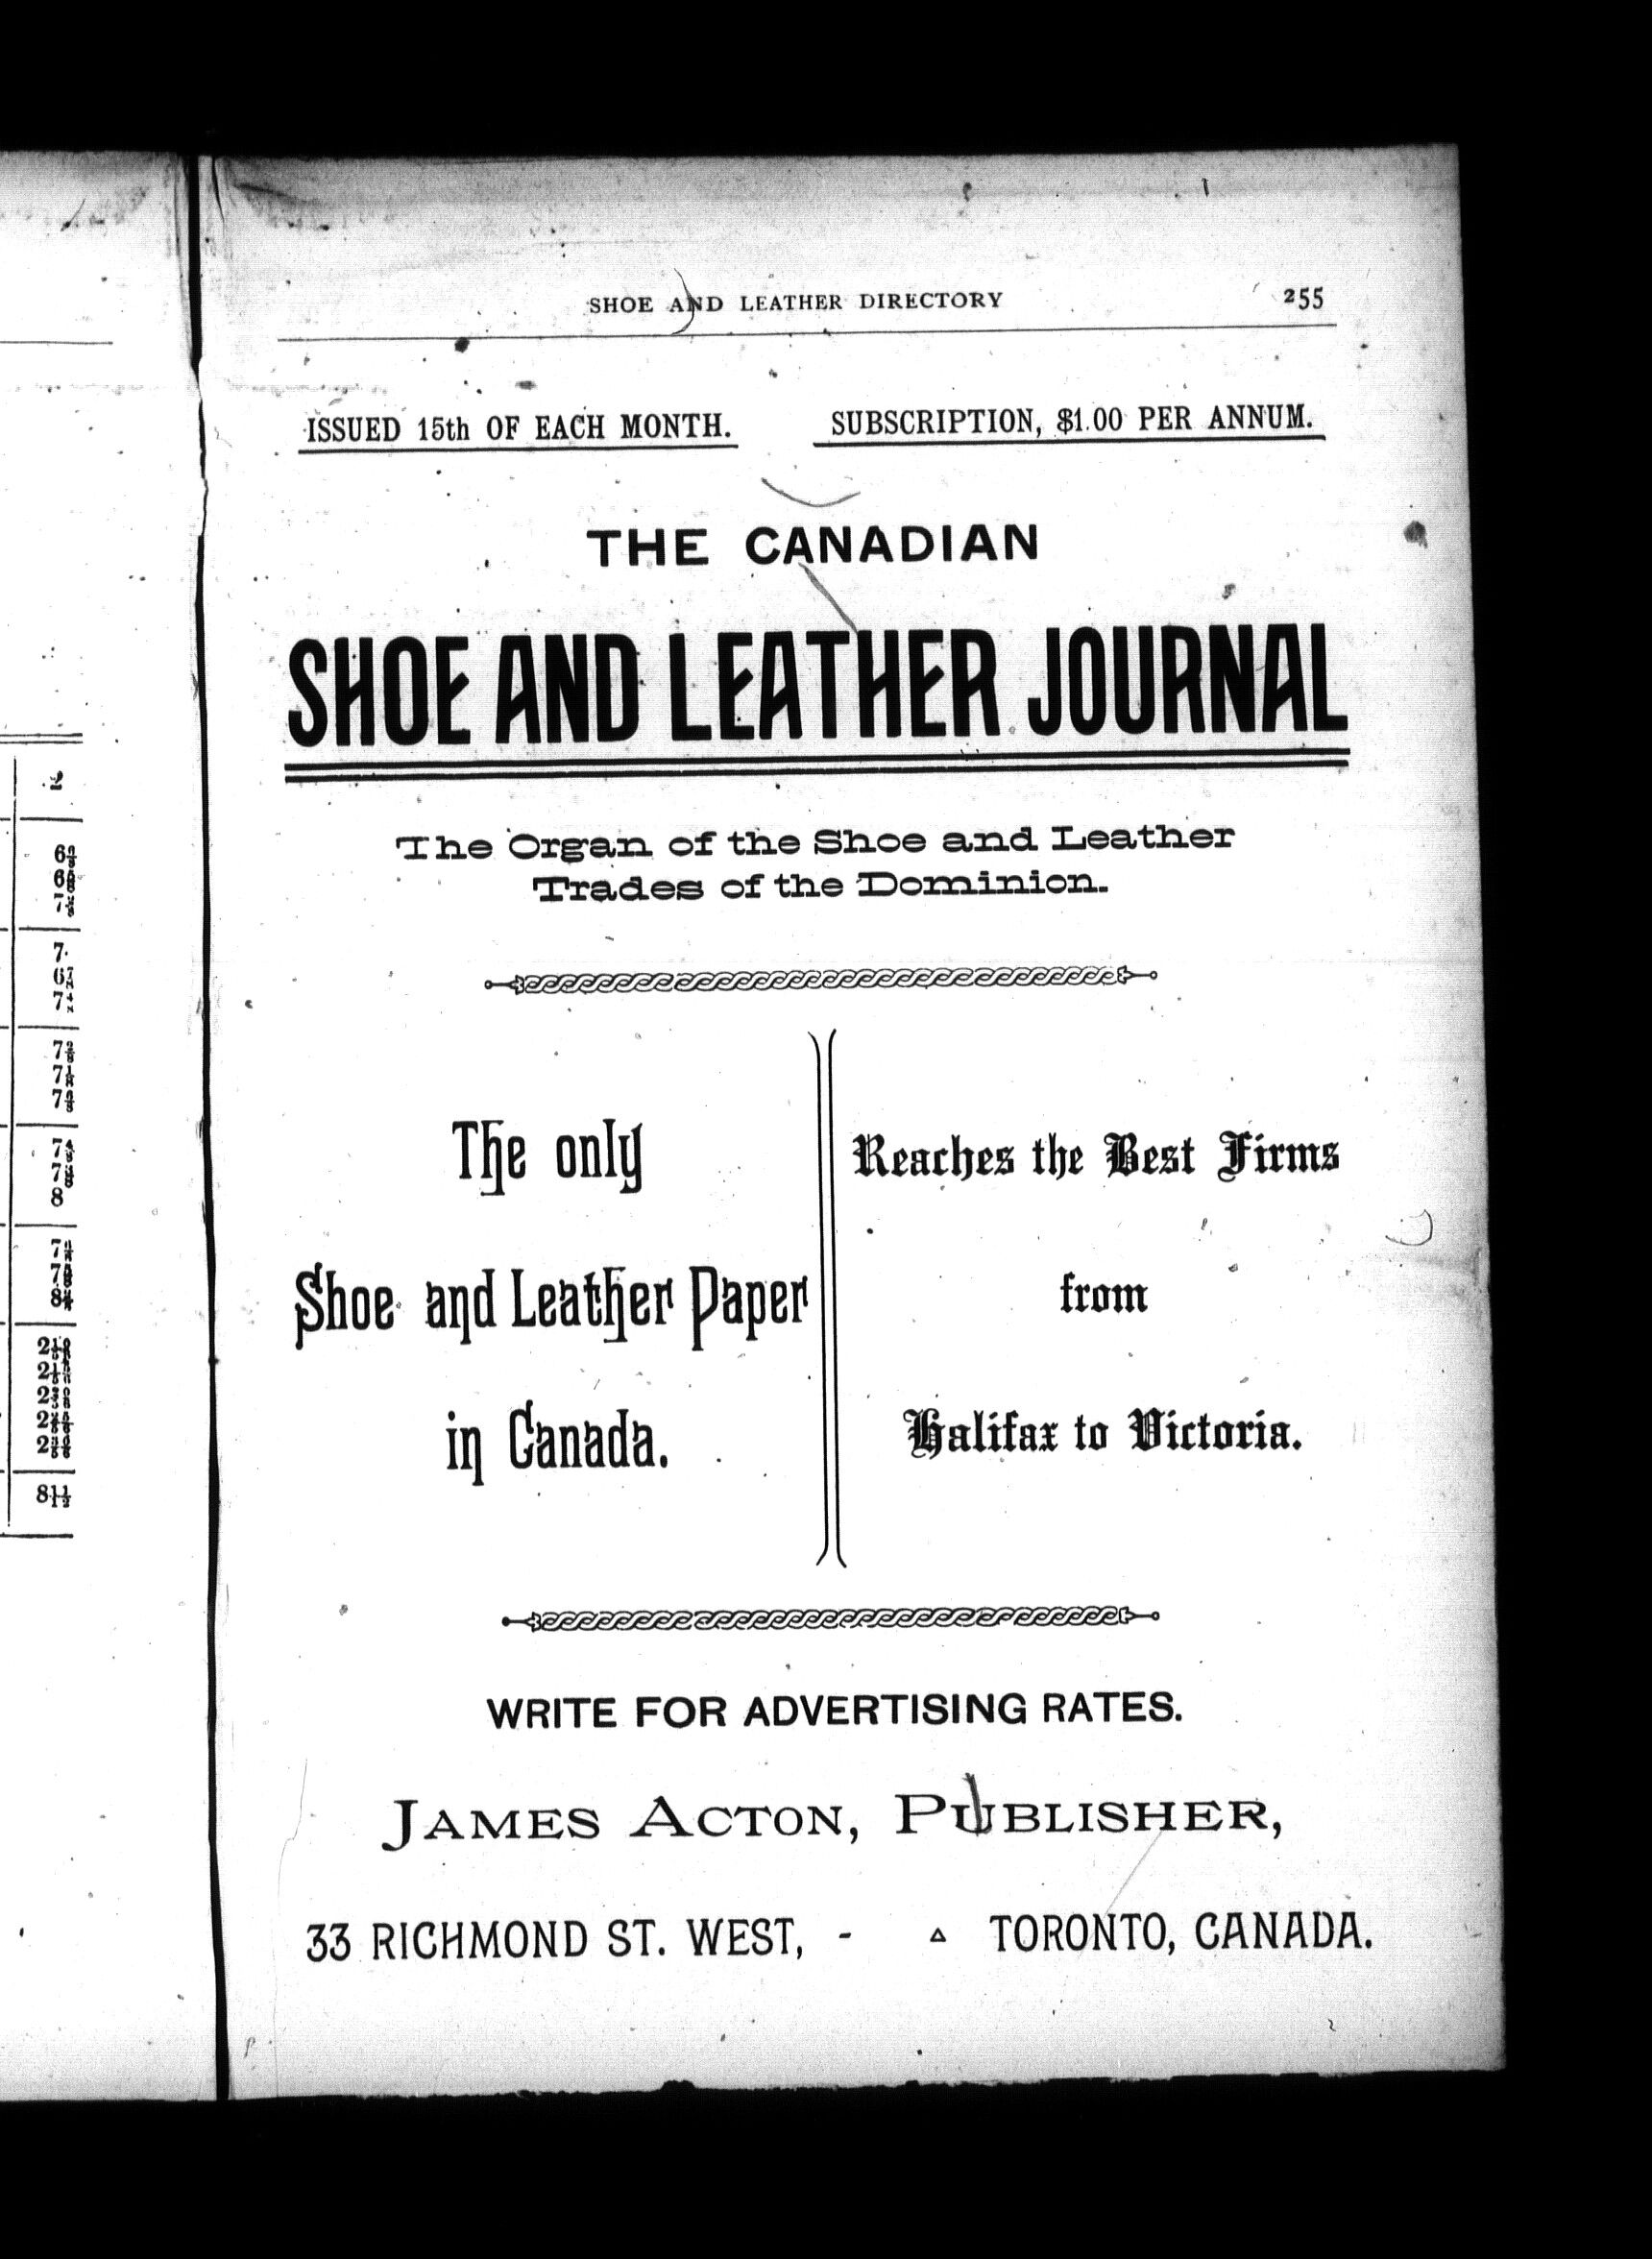 SHOE AND LEATHER DIRECTORY 255
ISSUED 15th OF EACH MONTH. SUBSCRIPTION, $1.00 PER ANNUM.
THE CANADIAN
SHOE AND LEATHER JOURNAL
The Organ of the Shoe and Leather
Trades of the Dominion.
The only
Shoe and Leather Paper
in Canada.
Reaches the Best Firms
from
Halifax to Victoria.
WRITE FOR ADVERTISING RATES.
JAMES ACTON, PUBLISHER,
33 RICHMOND ST. WEST, - TORONTO, CANADA.